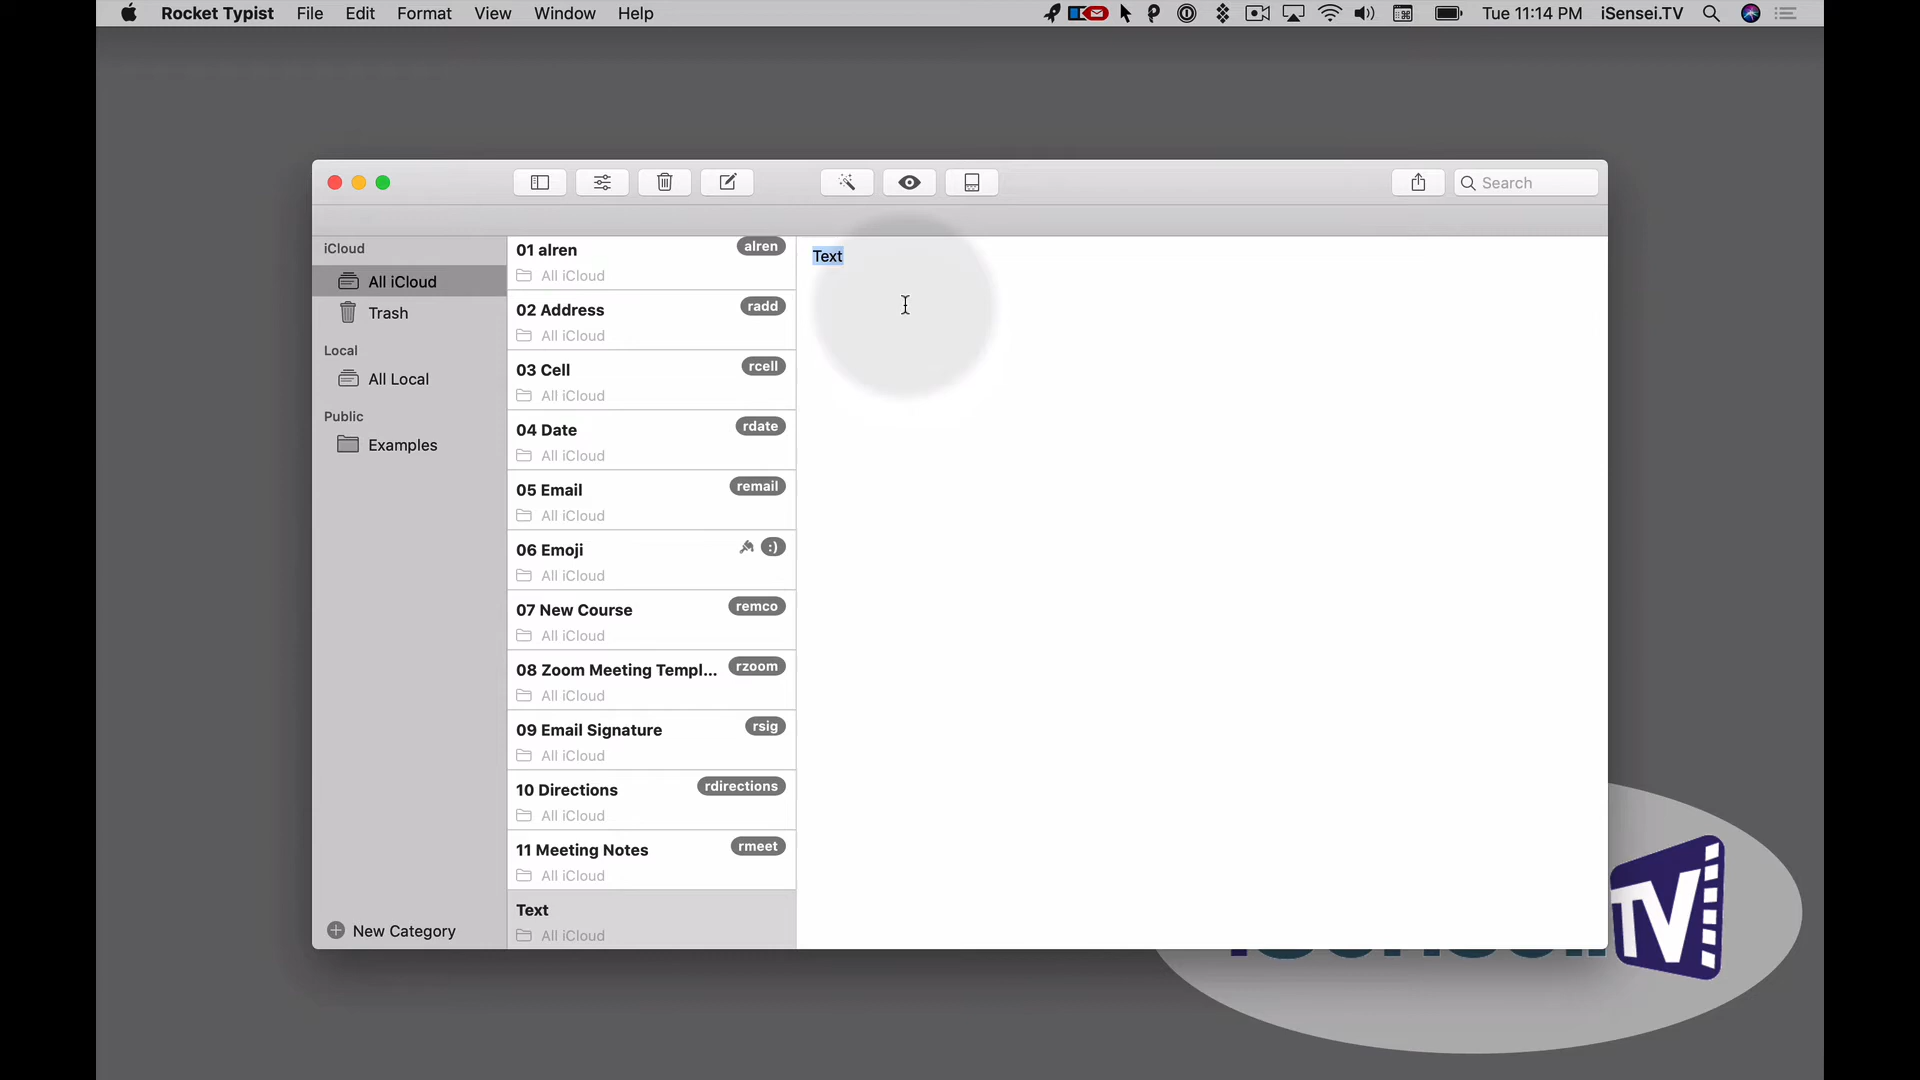 Rocket Typist File Edit Format View Window Help Tue 11:14 PM iSensei.TV
Search
iCloud
All iCloud
Trash
Local
All Local
Public
Examples
New Category
01 alren alren
All iCloud
02 Address radd
All iCloud
03 Cell rcell
All iCloud
04 Date rdate
All iCloud
05 Email remail
All iCloud
06 Emoji :)
All iCloud
07 New Course remco
All iCloud
08 Zoom Meeting Templ... rzoom
All iCloud
09 Email Signature rsig
All iCloud
10 Directions rdirections
All iCloud
11 Meeting Notes rmeet
All iCloud
Text
All iCloud
Text
TV